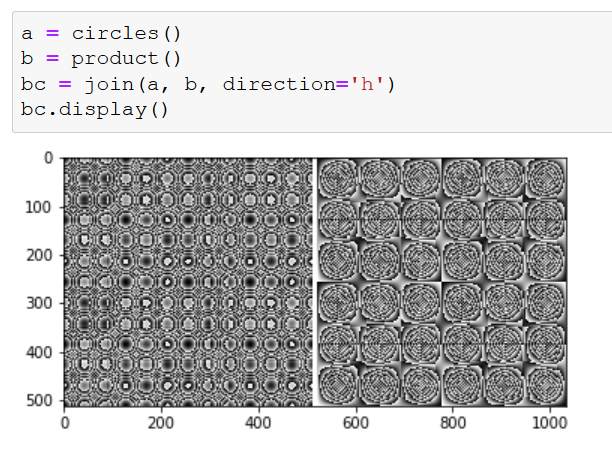 a = circles()
b = product()
bc = join(a, b, direction='h')
bc.display()
0
100
200
300
400
500
0 200 400 600 800 1000